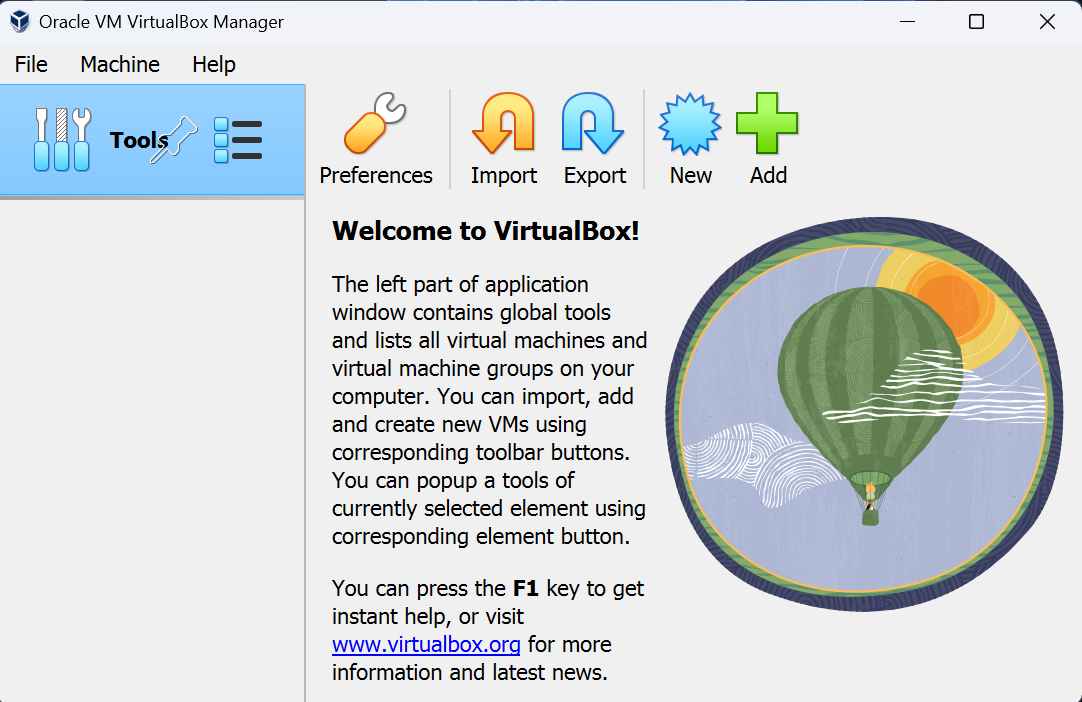 Oracle VM VirtualBox Manager
File Machine Help
Tools
Preferences Import Export New Add
Welcome to VirtualBox!
The left part of application
window contains global tools
and lists all virtual machines and
virtual machine groups on your
computer. You can import, add
and create new VMs using
corresponding toolbar buttons.
You can popup a tools of
currently selected element using
corresponding element button.
You can press the F1 key to get
instant help, or visit
www.virtualbox.org for more
information and latest news.